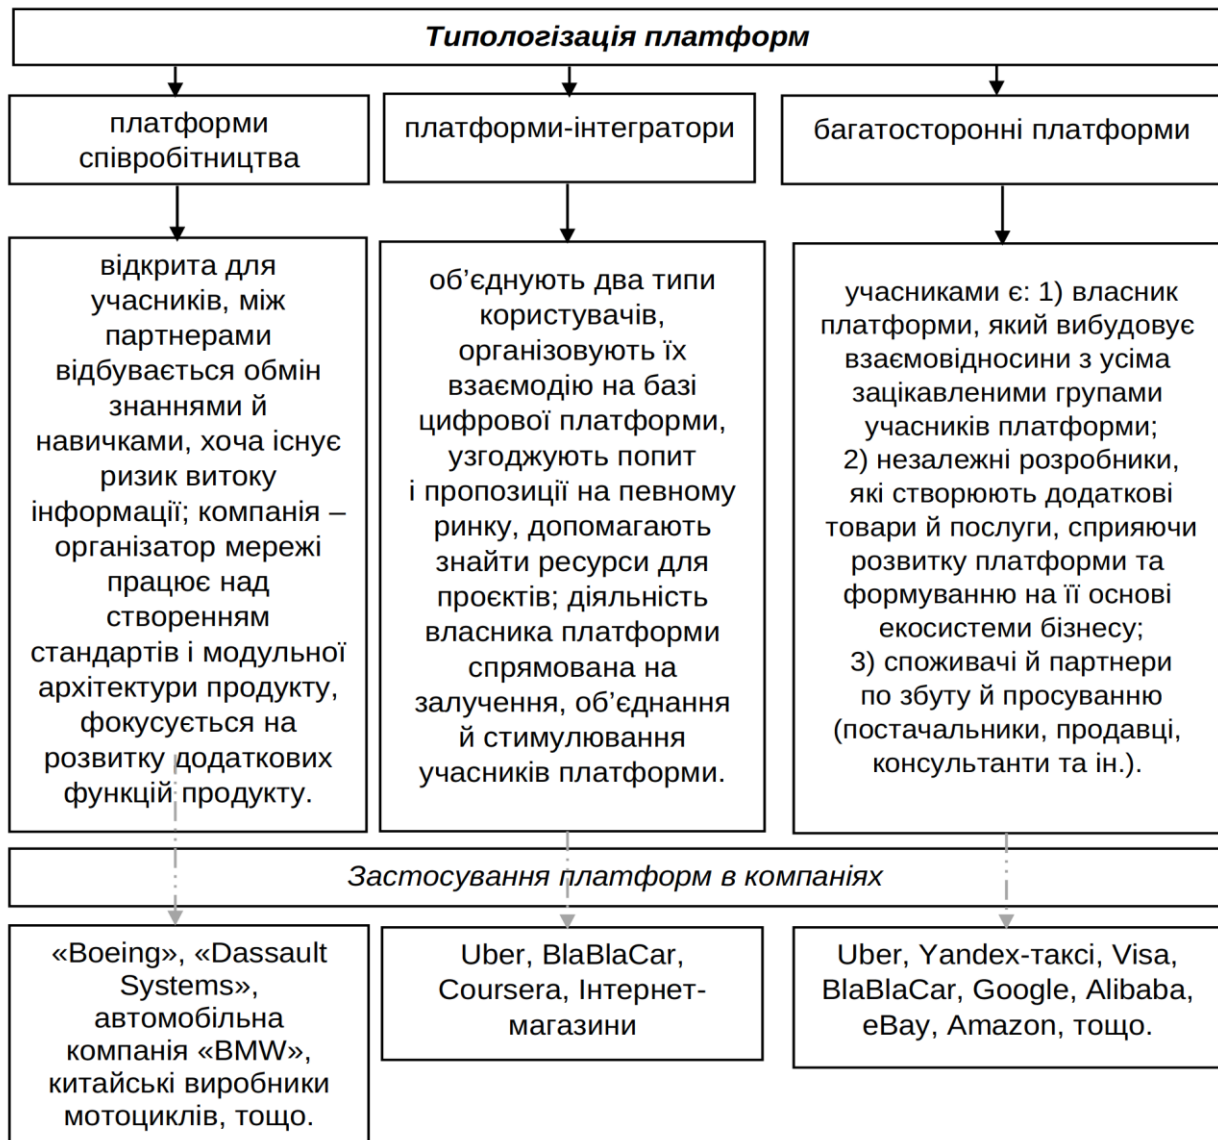 Типологізація платформ
платформи
співробітництва
платформи-інтегратори
багатосторонні платформи
відкрита для
учасників, між
партнерами
відбувається обмін
знаннями й
навичками, хоча існує
ризик витоку
інформації; компанія –
організатор мережі
працює над
створенням
стандартів і модульної
архітектури продукту,
фокусується на
розвитку додаткових
функцій продукту.
об’єднують два типи
користувачів,
організовують їх
взаємодію на базі
цифрової платформи,
узгоджують попит
і пропозиції на певному
ринку, допомагають
знайти ресурси для
проєктів; діяльність
власника платформи
спрямована на
залучення, об’єднання
й стимулювання
учасників платформи.
учасниками є: 1) власник
платформи, який вибудовує
взаємовідносини з усіма
зацікавленими групами
учасників платформи;
2) незалежні розробники,
які створюють додаткові
товари й послуги, сприяючи
розвитку платформи та
формуванню на її основі
екосистеми бізнесу;
3) споживачі й партнери
по збуту й просуванню
(постачальники, продавці,
консультанти та ін.).
Застосування платформ в компаніях
«Boeing», «Dassault
Systems»,
автомобільна
компанія «BMW»,
китайські виробники
мотоциклів, тощо.
Uber, BlaBlaCar,
Coursera, Інтернет-
магазини
Uber, Yandex-таксі, Visa,
BlaBlaCar, Google, Alibaba,
eBay, Amazon, тощо.